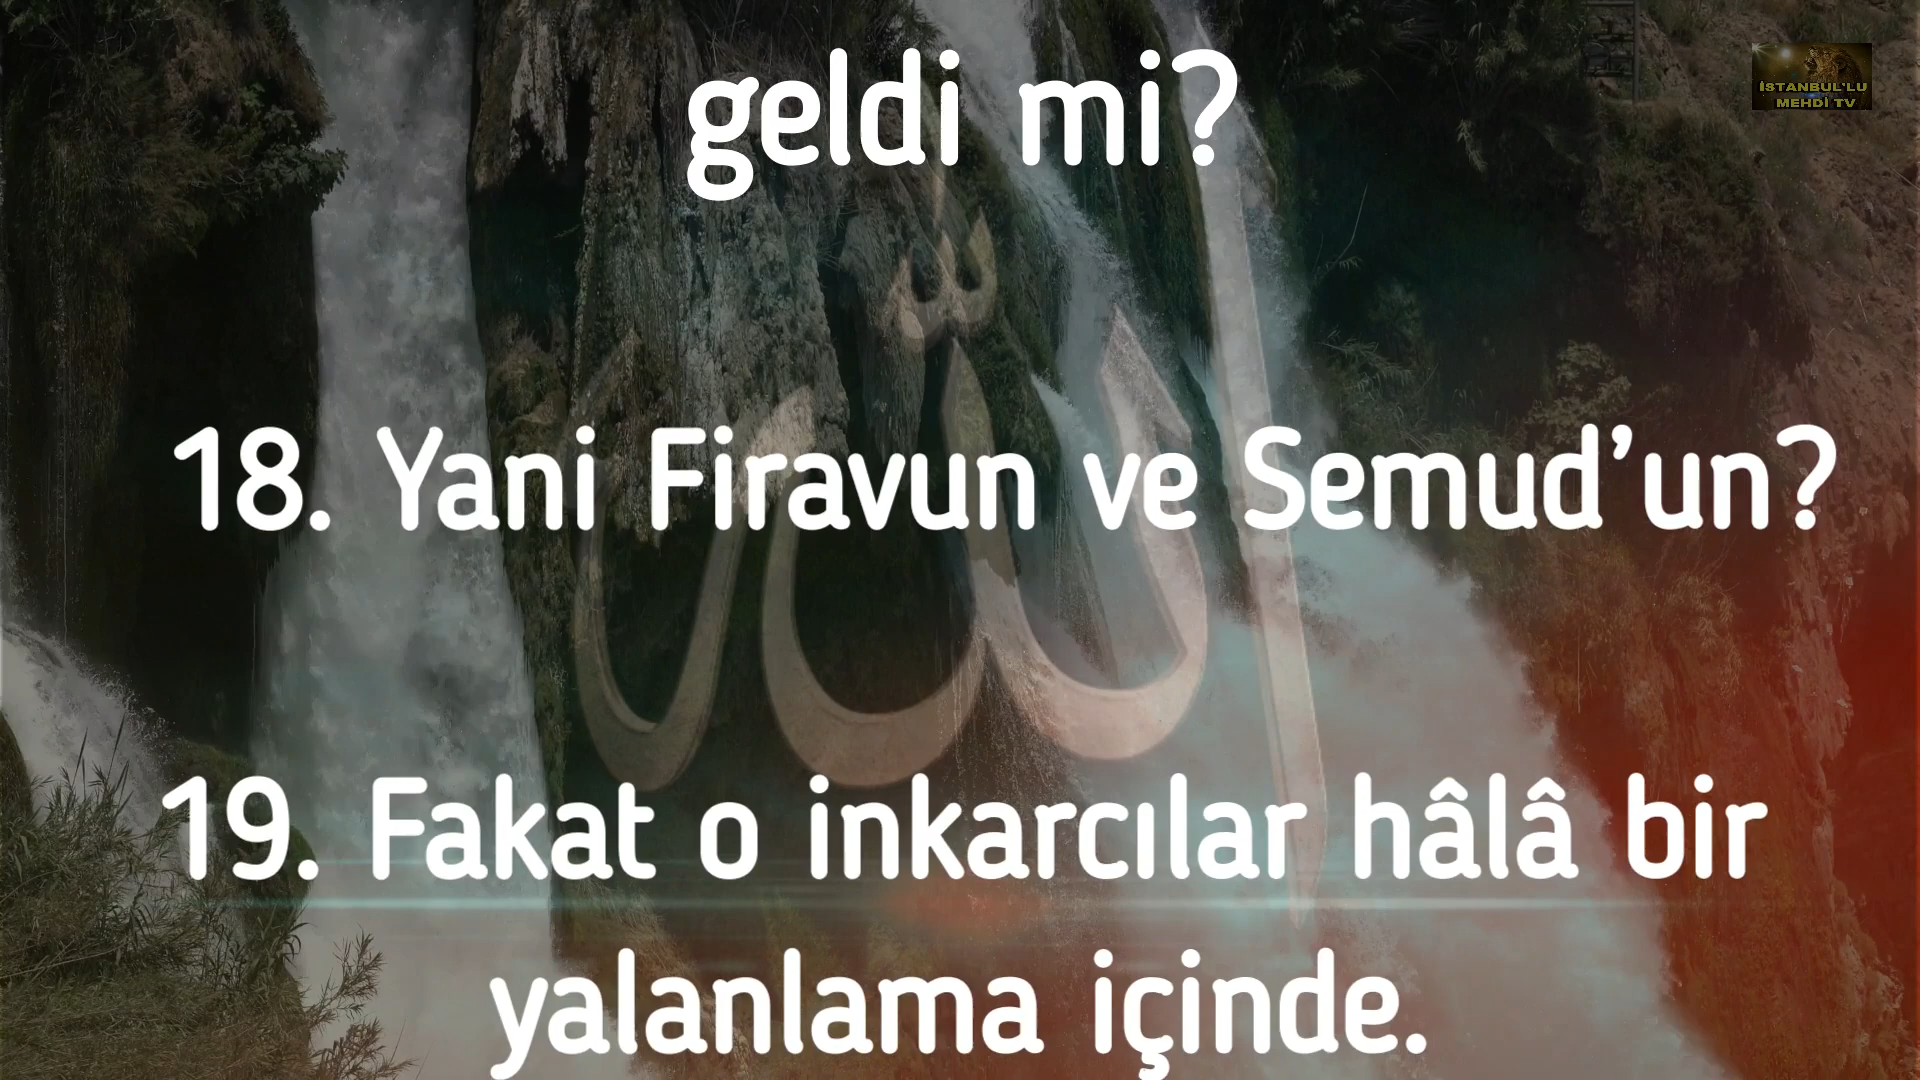 geldi mi?
İSTANBUL'LU
MEHDİ TV
18. Yani Firavun ve Semud’un?
19. Fakat o inkarcılar hâlâ bir
yalanlama içinde.
الله